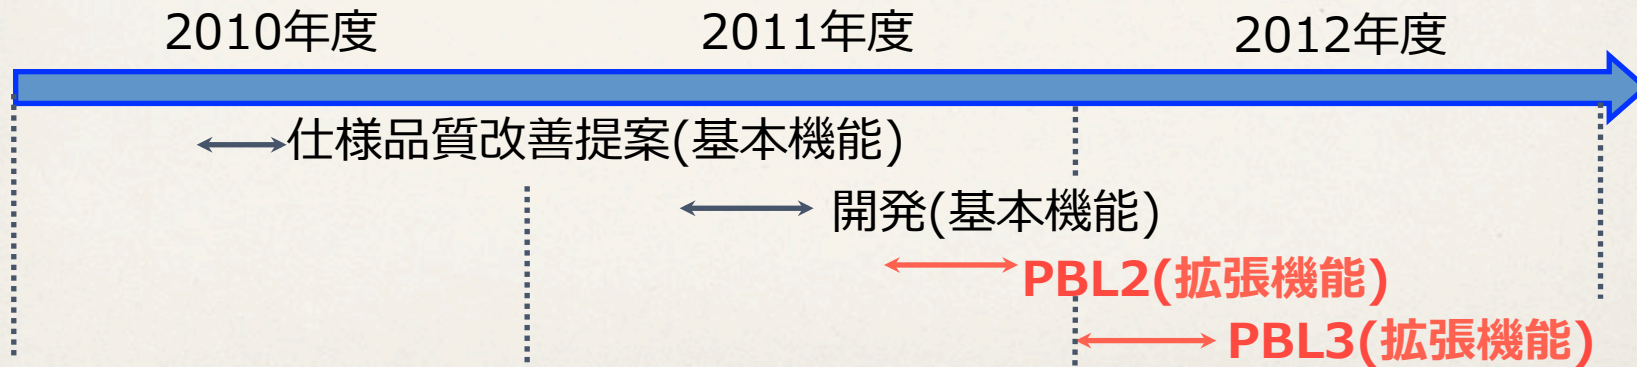 2010年度
2011年度
2012年度
仕様品質改善提案(基本機能)
開発(基本機能)
PBL2(拡張機能)
PBL3(拡張機能)